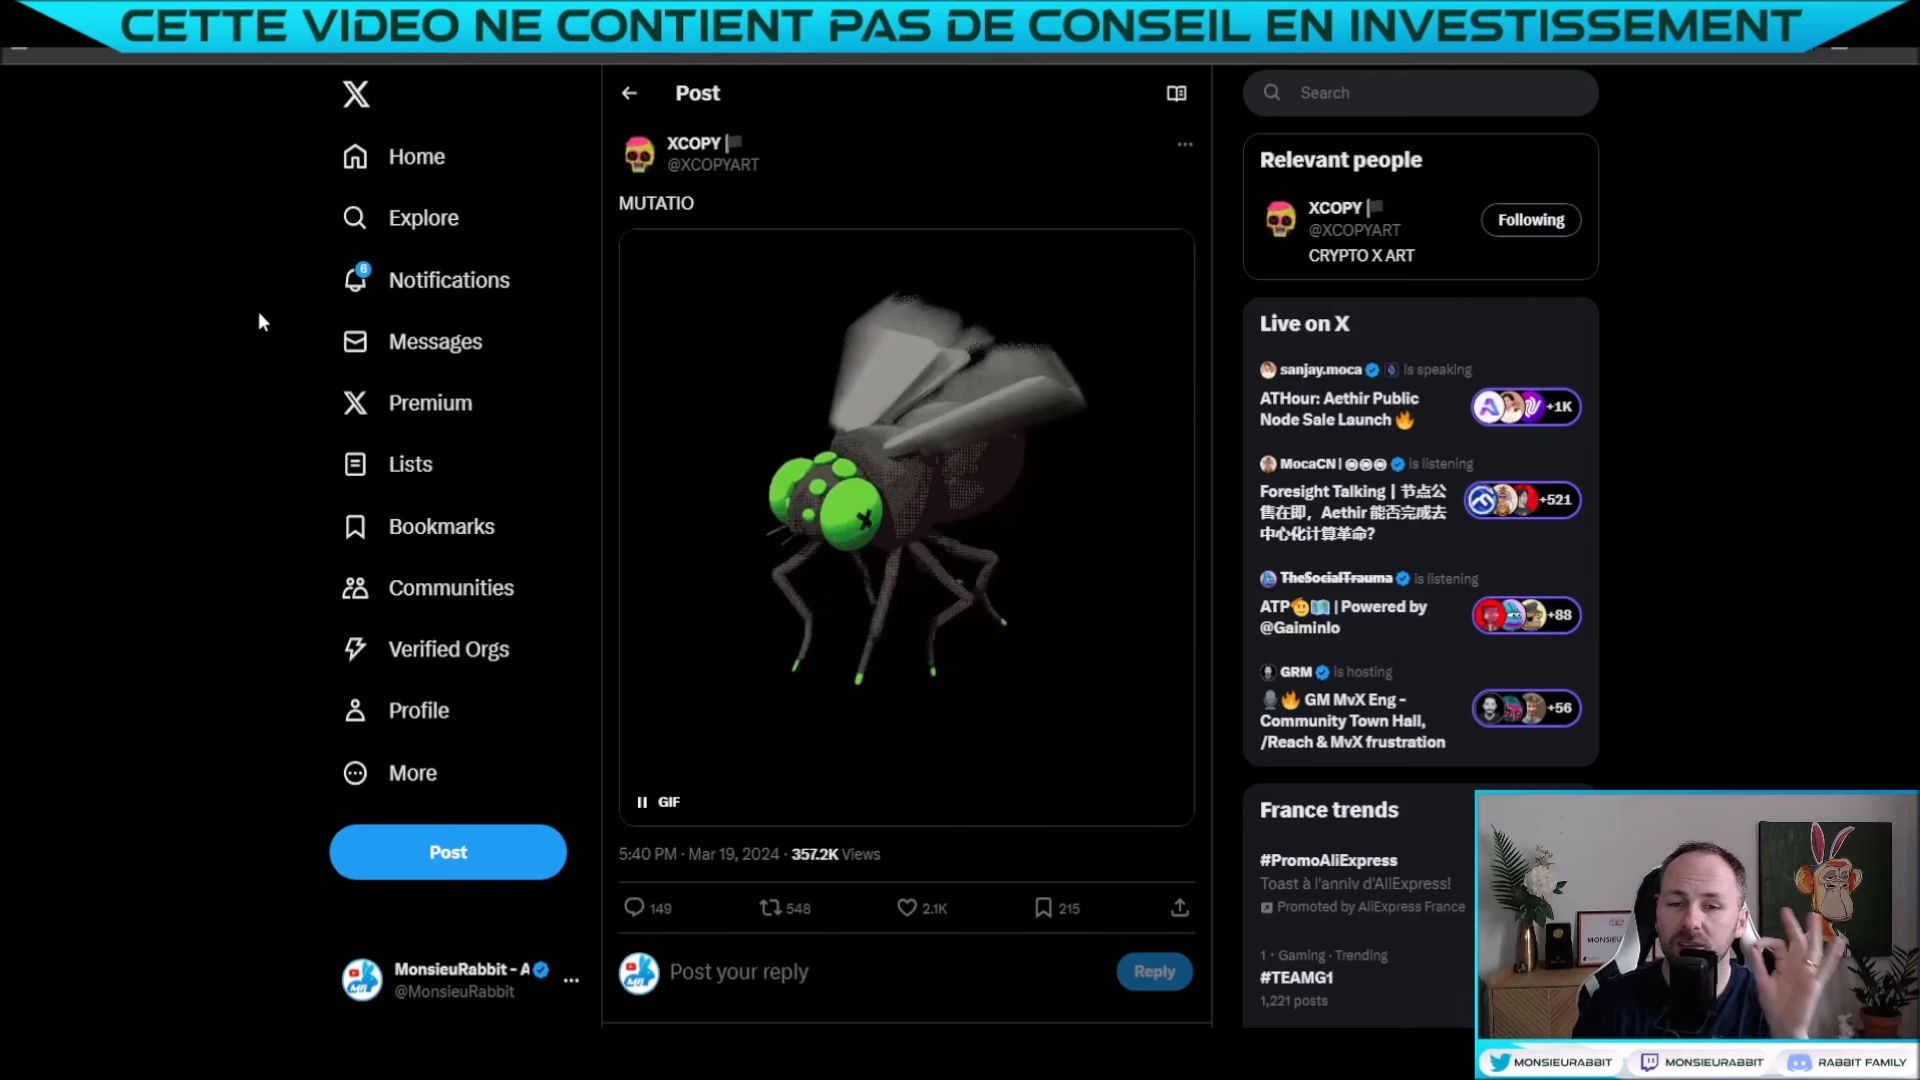 CETTE VIDEO NE CONTIENT PAS DE CONSEIL EN INVESTISSEMENT
Home
Explore
6
Notifications
Messages
Premium
Lists
Bookmarks
Communities
Verified Orgs
Profile
More
Post
MonsieurRabbit - A
@MonsieuRabbit
Post
XCOPY
@XCOPYART
MUTATIO
GIF
5:40 PM · Mar 19, 2024 · 357.2K Views
149
548
2.1K
215
Post your reply
Reply
Search
Relevant people
XCOPY
@XCOPYART
Following
CRYPTO X ART
Live on X
sanjay.moca is speaking
ATHour: Aethir Public
Node Sale Launch 🔥
+1K
MocaCN | is listening
Foresight Talking | 节点公
售在即，Aethir 能否完成去
中心化计算革命？
+521
TheSocialTrauma is listening
ATP | Powered by
@GaiminIo
+88
GRM is hosting
🎙🔥 GM MvX Eng -
Community Town Hall,
/Reach & MvX frustration
+56
France trends
#PromoAliExpress
Toast à l'anniv d'AliExpress!
Promoted by AliExpress France
1 · Gaming · Trending
#TEAMG1
1,221 posts
MONSIEU
MONSIEURABBIT
MONSIEURABBIT
RABBIT FAMILY